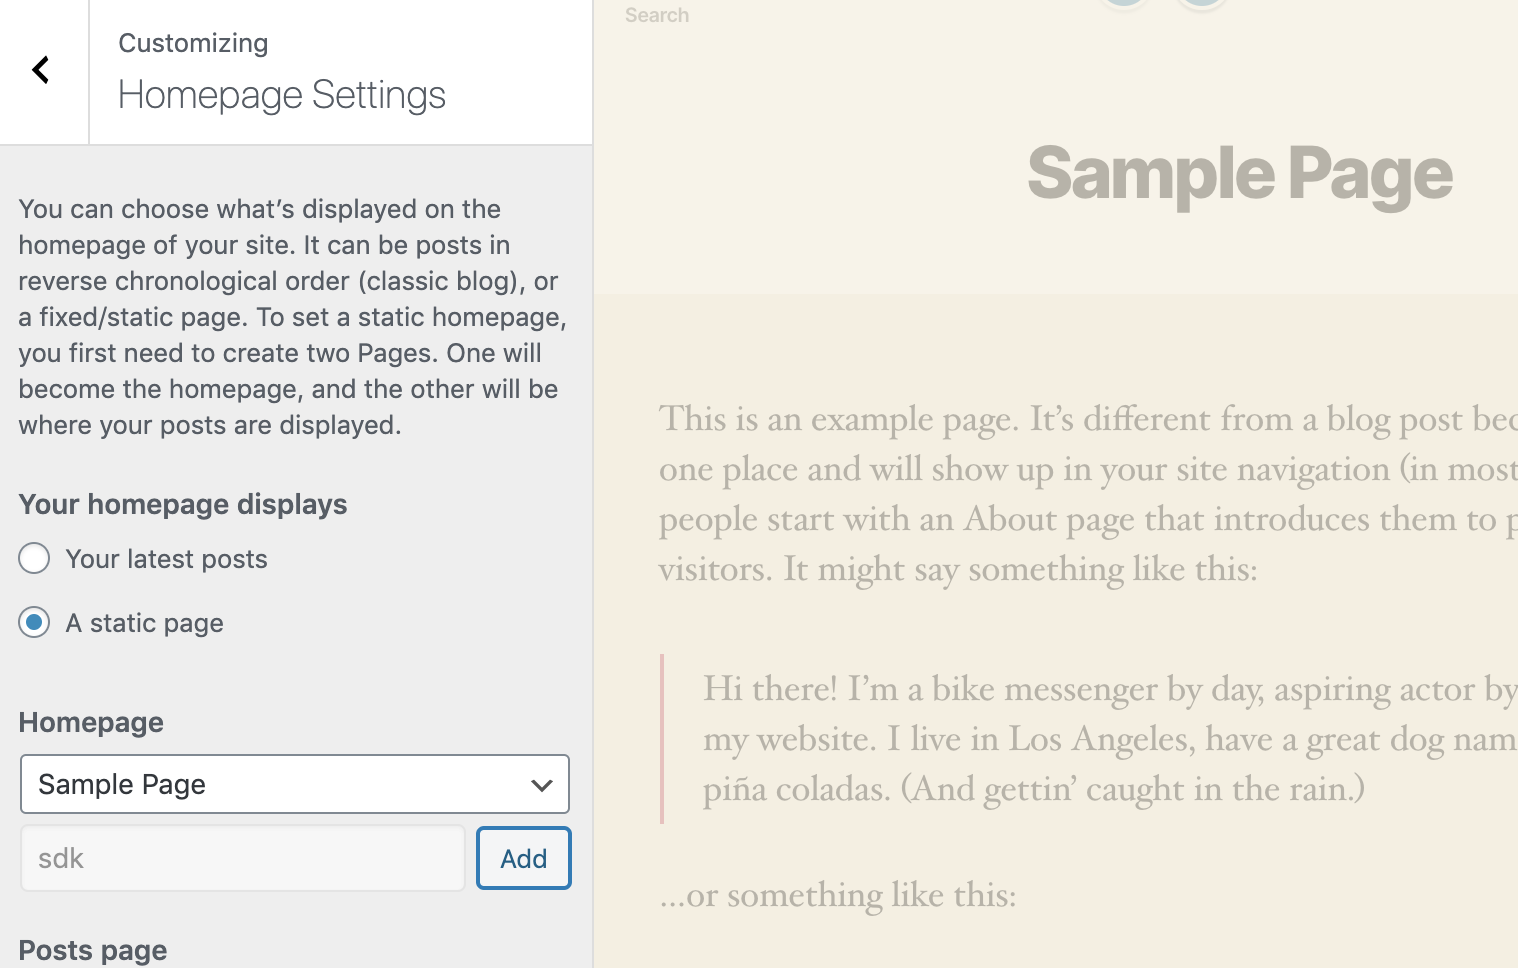 Customizing
Homepage Settings
You can choose what’s displayed on the
homepage of your site. It can be posts in
reverse chronological order (classic blog), or
a fixed/static page. To set a static homepage,
you first need to create two Pages. One will
become the homepage, and the other will be
where your posts are displayed.
Your homepage displays
Your latest posts
A static page
Homepage
Sample Page
sdk
Add
Posts page
Search
Sample Page
This is an example page. It’s different from a blog post
one place and will show up in your site navigation (in most
people start with an About page that introduces them to
visitors. It might say something like this:
Hi there! I’m a bike messenger by day, aspiring actor by
my website. I live in Los Angeles, have a great dog
piña coladas. (And gettin’ caught in the rain.)
...or something like this: